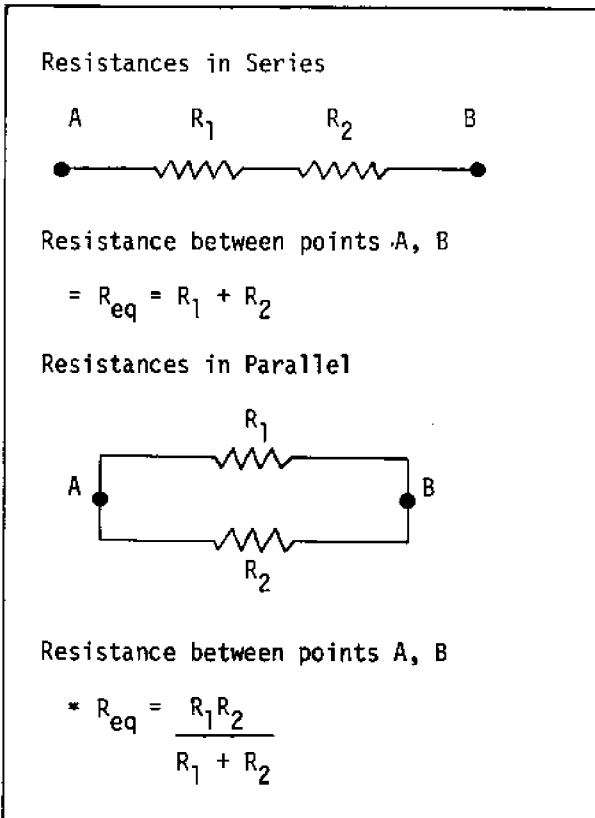 Resistances in Series
A R1 R2 B
Resistance between points A, B
= Req = R1 + R2
Resistances in Parallel
R1
A B
R2
Resistance between points A, B
* Req = R1R2
R1 + R2